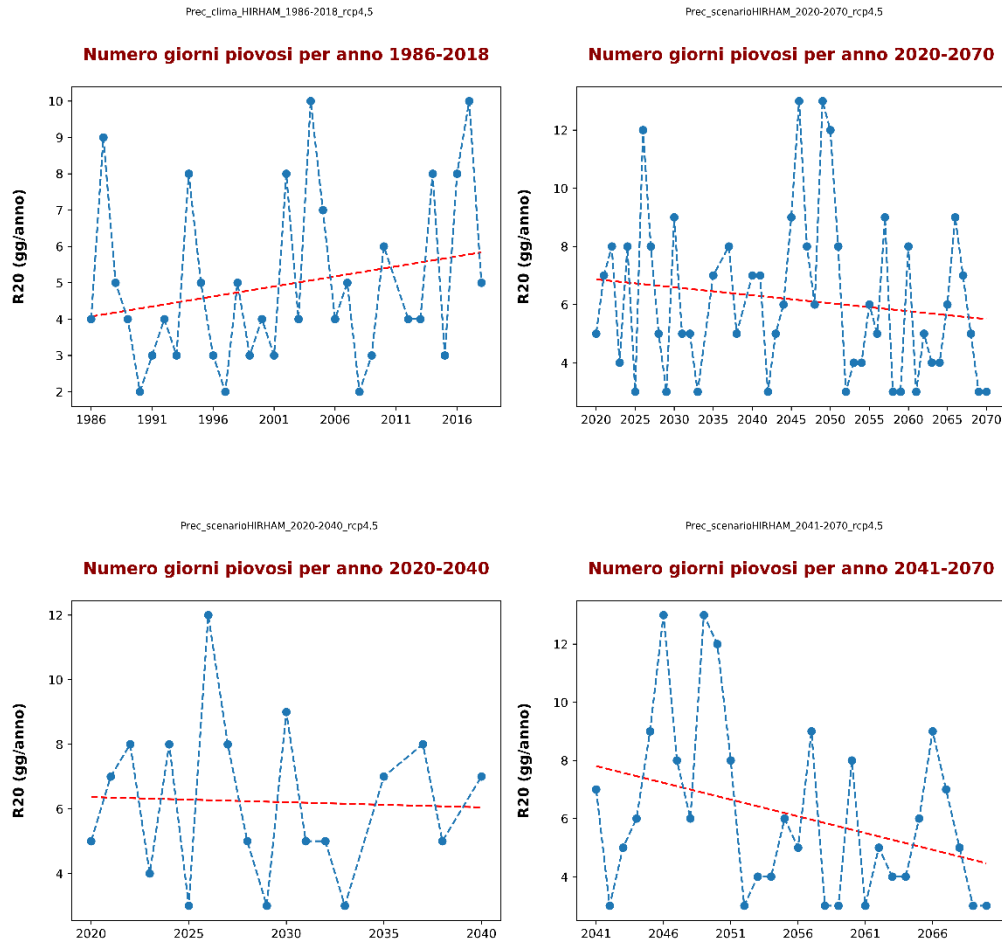 Prec_clima_HIRHAM_1986-2018_rcp4,5
Numero giorni piovosi per anno 1986-2018
R20 (gg/anno)
10
9
8
7
6
5
4
3
2
1986 1991 1996 2001 2006 2011 2016
Prec_scenarioHIRHAM_2020-2070_rcp4.5
Numero giorni piovosi per anno 2020-2070
R20 (gg/anno)
12
10
8
6
4
2020 2025 2030 2035 2040 2045 2050 2055 2060 2065 2070
Prec_scenarioHIRHAM_2020-2040_rcp4,5
Numero giorni piovosi per anno 2020-2040
R20 (gg/anno)
12
10
8
6
4
2020 2025 2030 2035 2040
Prec_scenarioHIRHAM_2041-2070_rcp4,5
Numero giorni piovosi per anno 2041-2070
R20 (gg/anno)
12
10
8
6
4
2041 2046 2051 2056 2061 2066